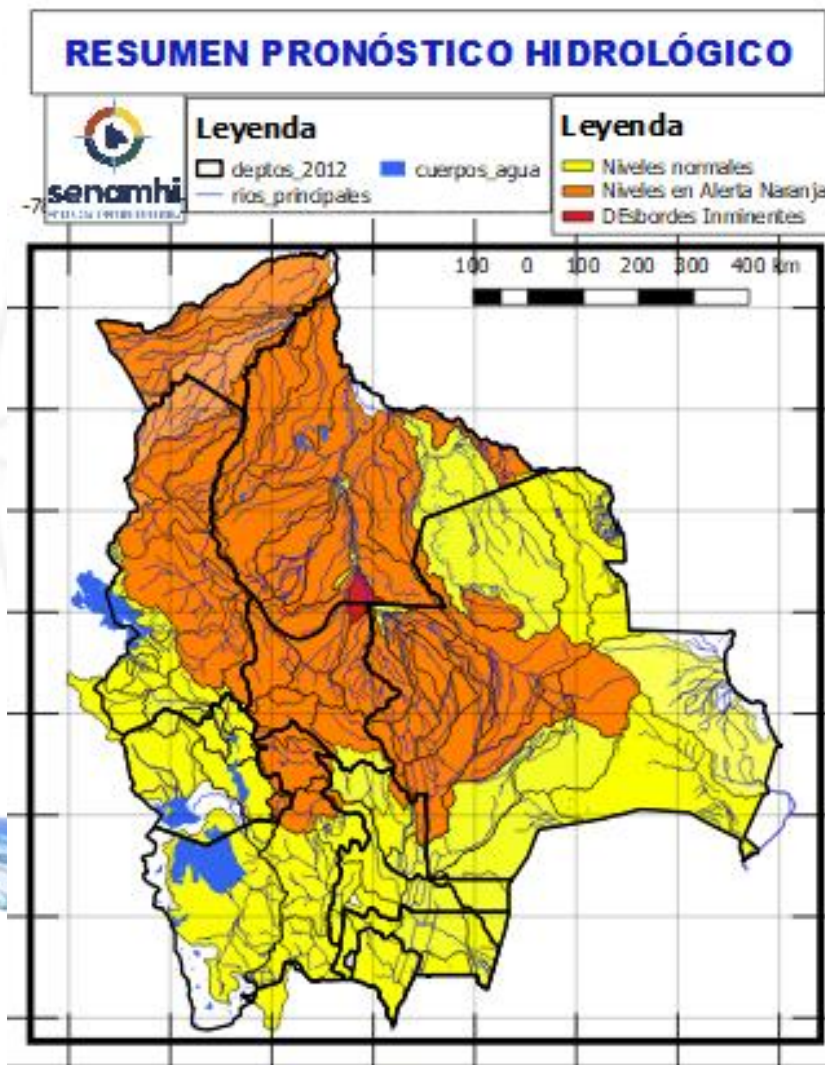 RESUMEN PRONÓSTICO HIDROLÓGICO
senamhi
Leyenda
deptos_2012 cuerpos_agua
rios_principales
Leyenda
Niveles normales
Niveles en Alerta Naranja
DEsbordes Inminentes
100 0 100 200 300 400 km